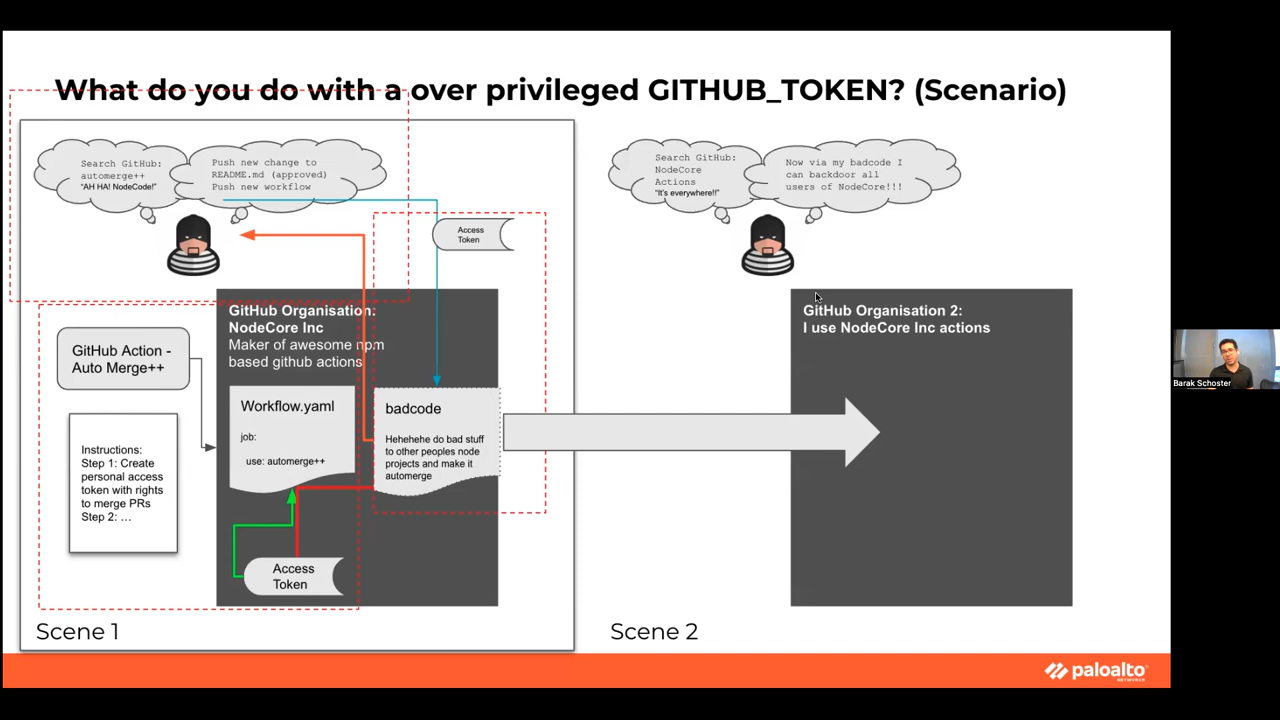 What do you do with a over privileged GITHUB_TOKEN? (Scenario)
Search GitHub:
automerge++
"AH HA! NodeCode!"
Push new change to
README.md (approved)
Push new workflow
Access
Token
GitHub Organisation:
NodeCore Inc
Maker of awesome npm
based github actions
GitHub Action -
Auto Merge++
Instructions:
Step 1: Create
personal access
token with rights
to merge PRs
Step 2: ...
Workflow.yaml
job:
use: automerge++
badcode
Hehehehe do bad stuff
to other peoples node
projects and make it
automerge
Access
Token
Scene 1
Search GitHub:
NodeCore
Actions
"It's everywhere!!"
Now via my badcode I
can backdoor all
users of NodeCore!!!
GitHub Organisation 2:
I use NodeCore Inc actions
Scene 2
paloalto
NETWORKS
Barak Schoster